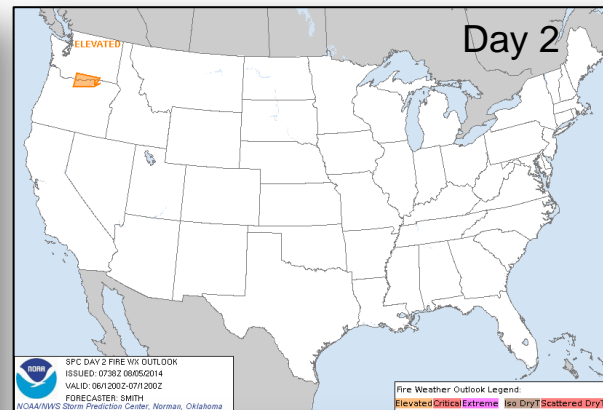 Day 2
ELEVATED
SPC DAY 2 FIRE WX OUTLOOK
ISSUED: 0738Z 08/05/2014
VALID: 06/1200Z-07/1200Z
FORECASTER: SMITH
NOAA/NWS Storm Prediction Center, Norman, Oklahoma
NOAA
Fire Weather Outlook Legend:
Elevated Critical Extreme Iso DryT Scattered DryT